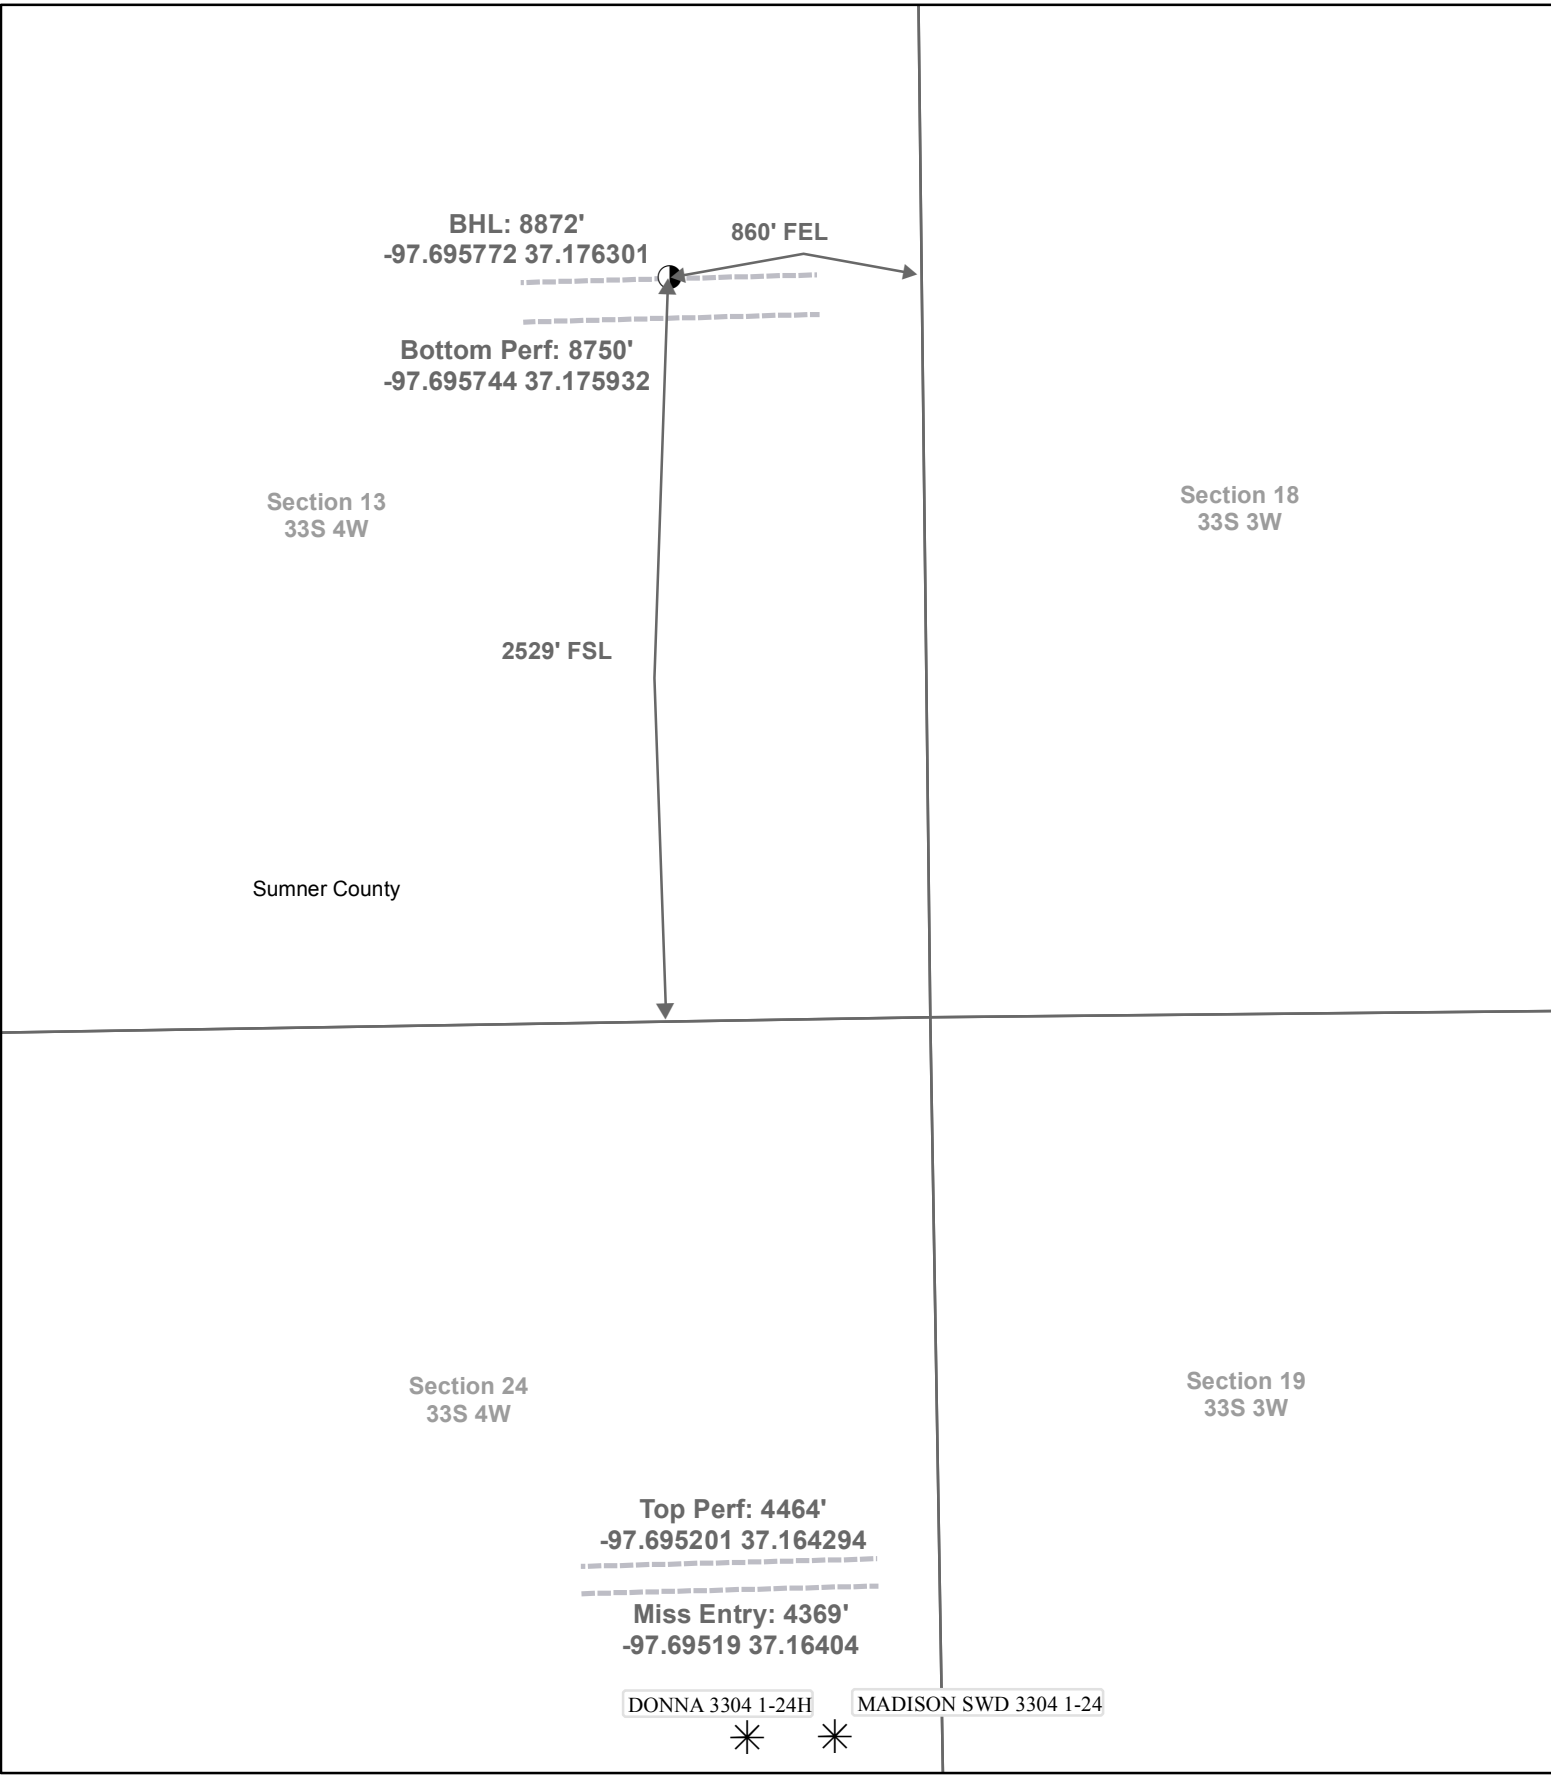 BHL: 8872'
-97.695772 37.176301
860' FEL
Bottom Perf: 8750'
-97.695744 37.175932
Section 13
33S 4W
Section 18
33S 3W
2529' FSL
Sumner County
Section 24
33S 4W
Section 19
33S 3W
Top Perf: 4464'
-97.695201 37.164294
Miss Entry: 4369'
-97.69519 37.16404
DONNA 3304 1-24H
MADISON SWD 3304 1-24